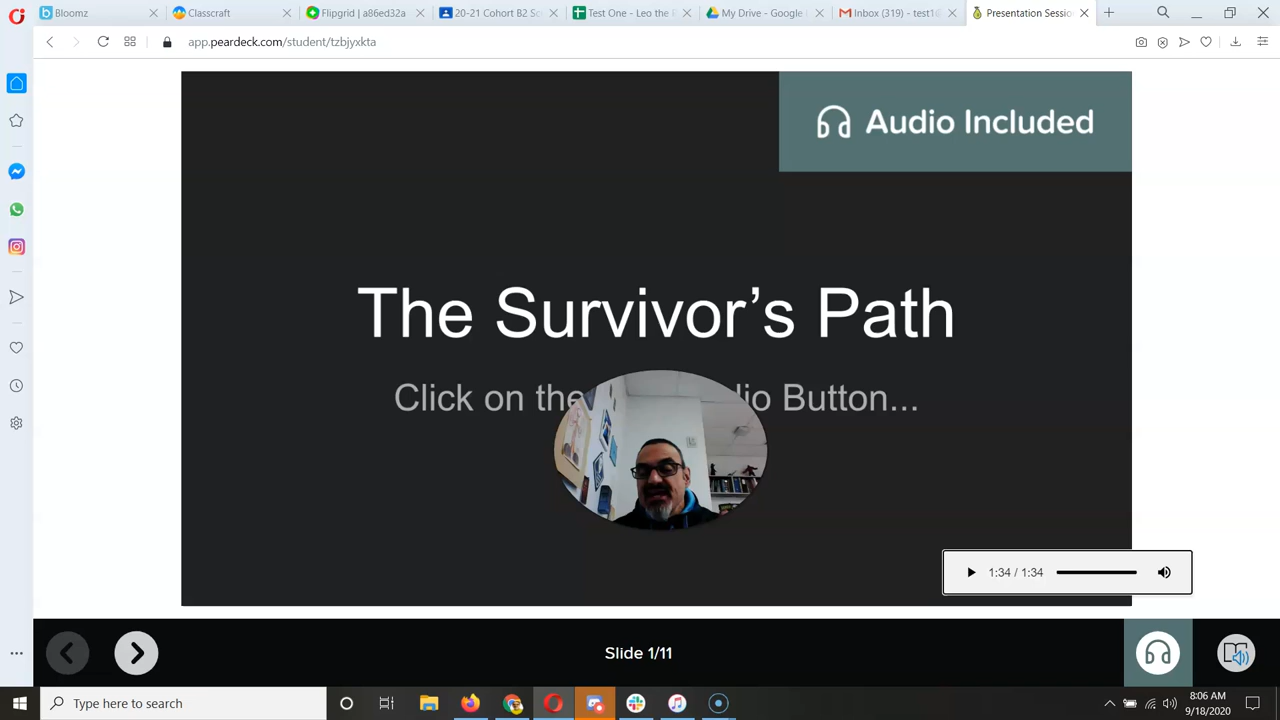 Bloomz
Classcraft
Flipgrid | a86ed32a
20-21 Cohort B2 So
Test One - Leo the R
My Drive - Google
Inbox (319) - test1
Presentation Sessio
app.peardeck.com/student/tzbjyxkta
Audio Included
The Survivor's Path
Click on the dio Button...
1:34 / 1:34
Slide 1/11
Type here to search
8:06 AM
9/18/2020